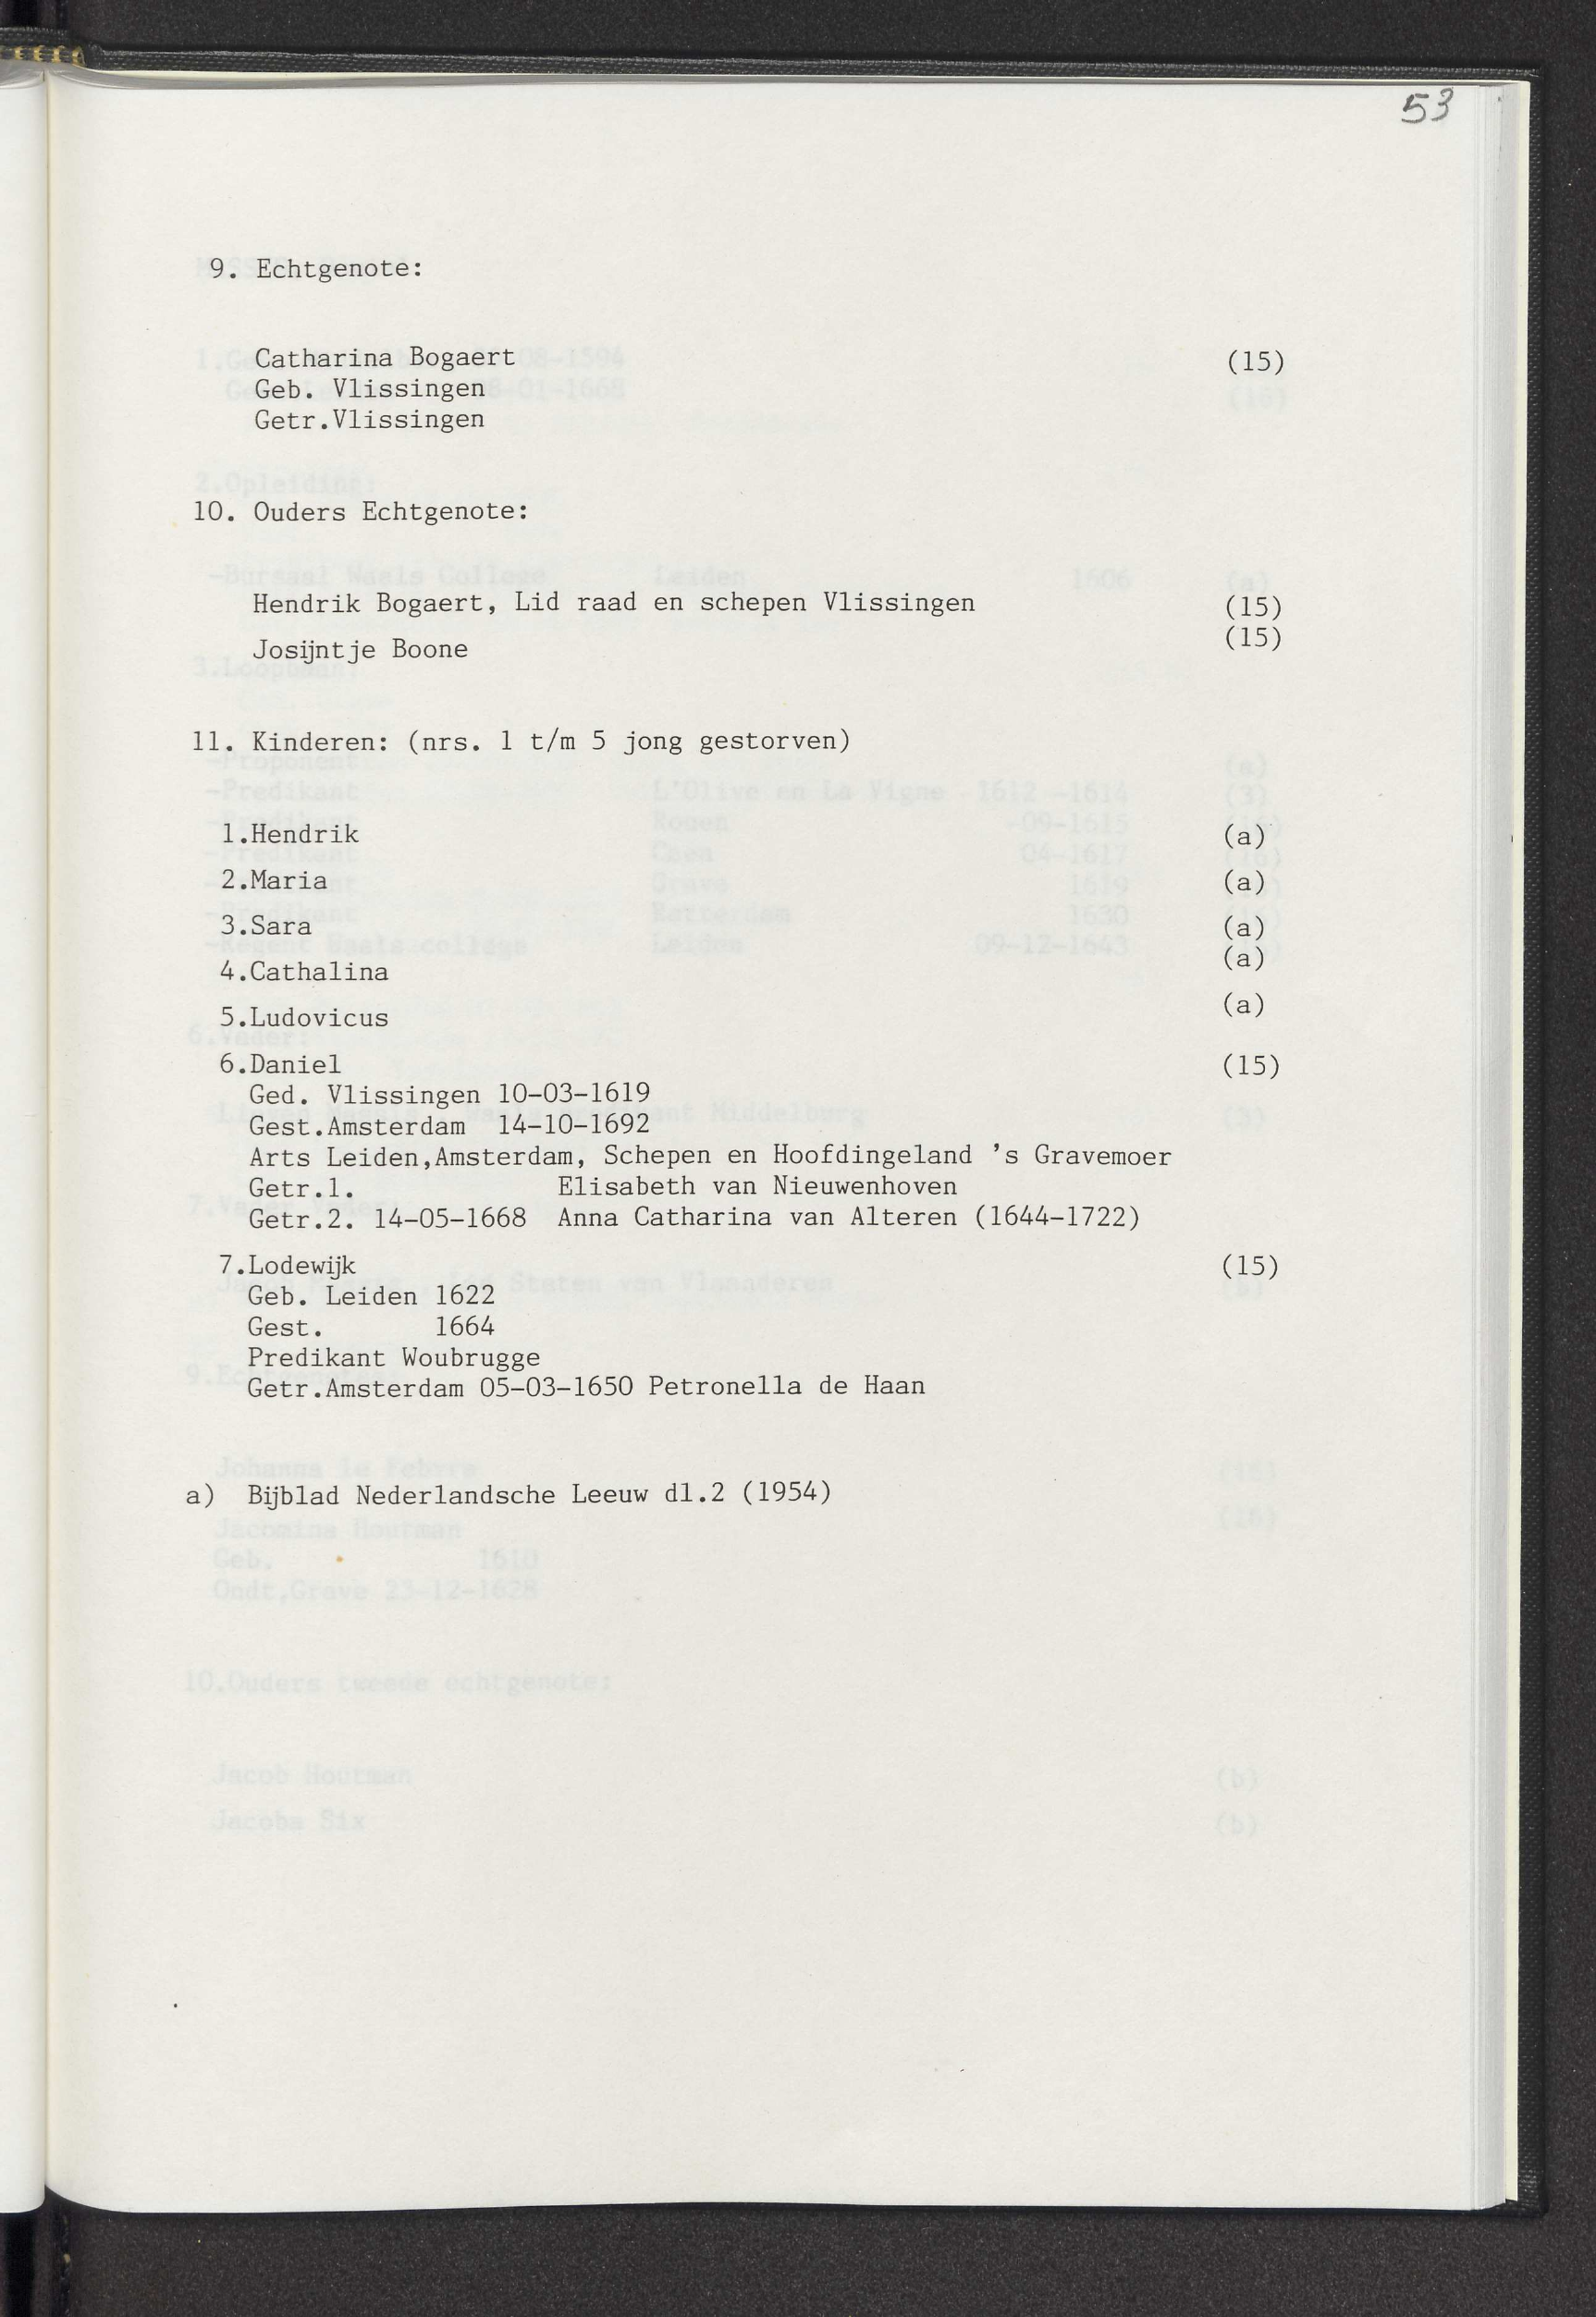 53
9. Echtgenote:
Catharina Bogaert (15)
Geb. Vlissingen
Getr.Vlissingen
10. Ouders Echtgenote:
Hendrik Bogaert, Lid raad en schepen Vlissingen (15)
Josijntje Boone (15)
11. Kinderen: (nrs. 1 t/m 5 jong gestorven)
1.Hendrik (a)
2.Maria (a)
3.Sara (a)
4.Cathalina (a)
5.Ludovicus (a)
6.Daniel (15)
Ged. Vlissingen 10-03-1619
Gest.Amsterdam 14-10-1692
Arts Leiden,Amsterdam, Schepen en Hoofdingeland 's Gravemoer
Getr.1. Elisabeth van Nieuwenhoven
Getr.2. 14-05-1668 Anna Catharina van Alteren (1644-1722)
7.Lodewijk (15)
Geb. Leiden 1622
Gest. 1664
Predikant Woubrugge
Getr.Amsterdam 05-03-1650 Petronella de Haan
a) Bijblad Nederlandsche Leeuw dl.2 (1954)